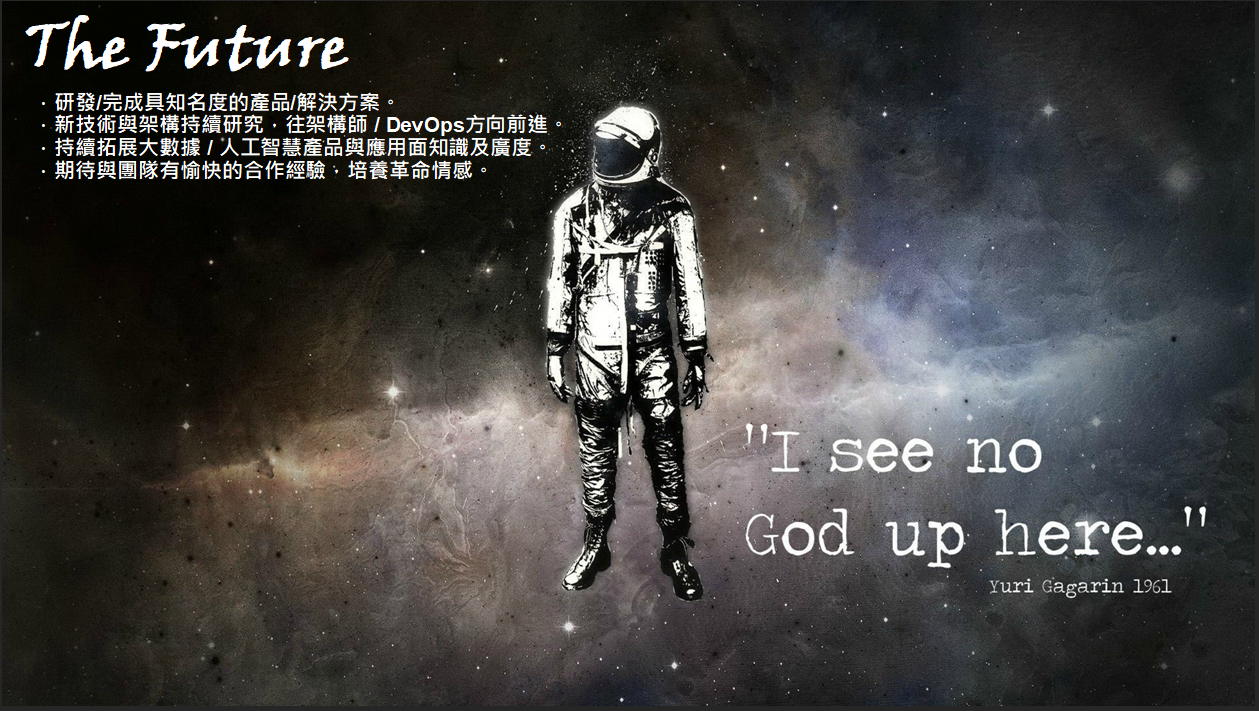 The Future
· 研發/完成具知名度的產品/解決方案。
· 新技術與架構持續研究，往架構師 / DevOps方向前進。
· 持續拓展大數據 / 人工智慧產品與應用面知識及廣度。
· 期待與團隊有愉快的合作經驗，培養革命情感。
"I see no
God up here..."
Yuri Gagarin 1961